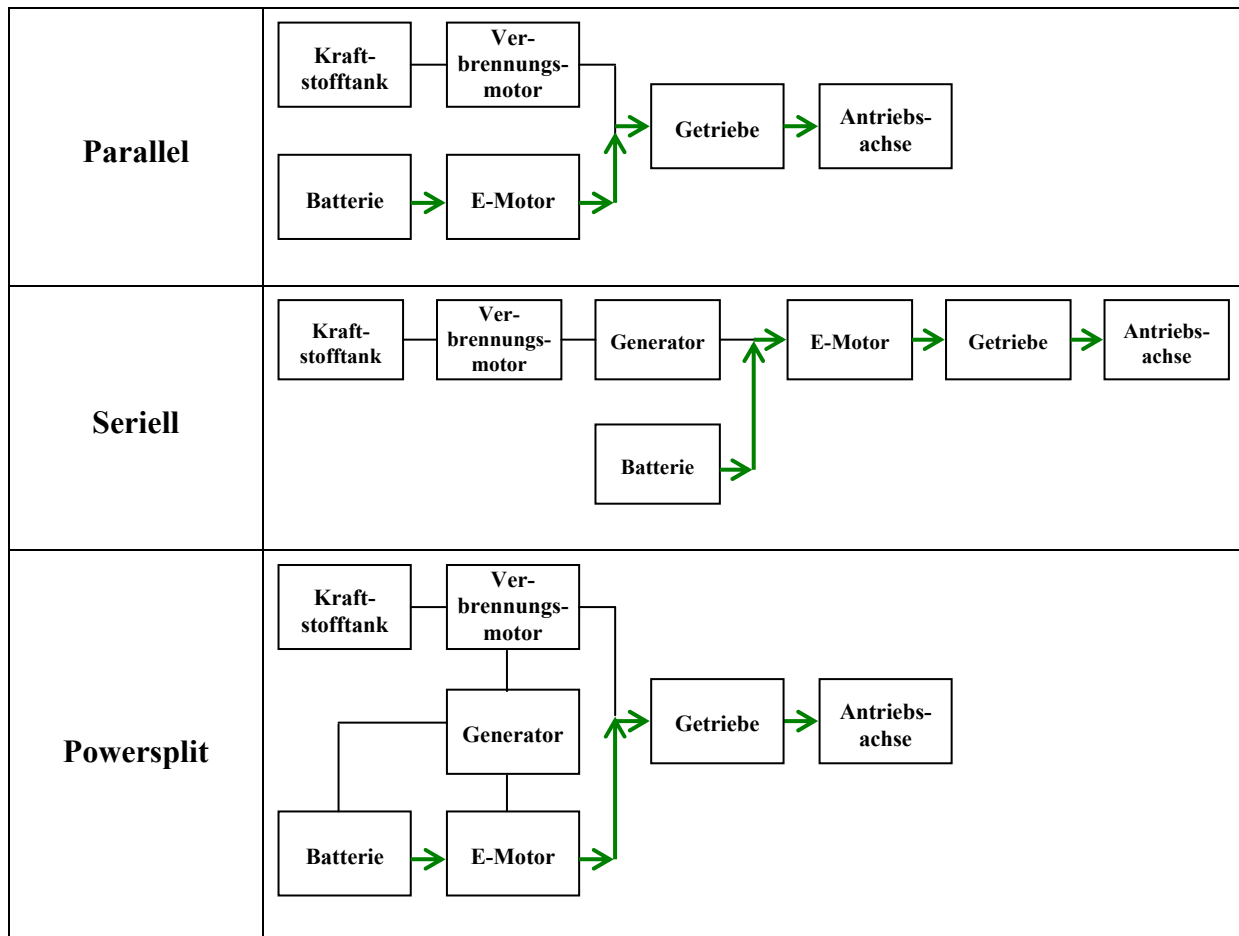 Parallel
Kraft-
stofftank
Ver-
brennungs-
motor
Getriebe
Antriebs-
achse
Batterie
E-Motor
Seriell
Kraft-
stofftank
Ver-
brennungs-
motor
Generator
E-Motor
Getriebe
Antriebs-
achse
Batterie
Powersplit
Kraft-
stofftank
Ver-
brennungs-
motor
Generator
Getriebe
Antriebs-
achse
Batterie
E-Motor